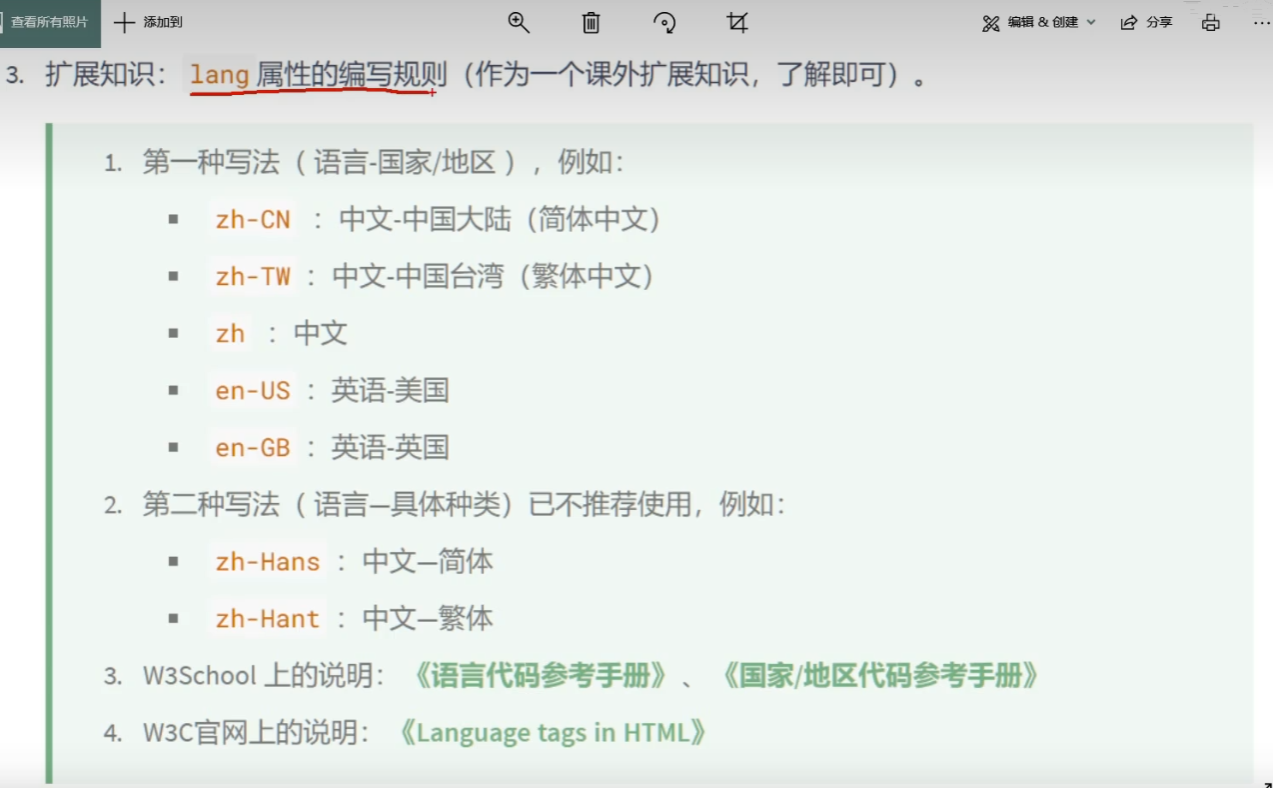 查看所有照片 添加到 编辑 & 创建 分享
3. 扩展知识：lang 属性的编写规则（作为一个课外扩展知识，了解即可）。
1. 第一种写法（ 语言-国家/地区 ），例如：
▪ zh-CN ：中文-中国大陆（简体中文）
▪ zh-TW ：中文-中国台湾（繁体中文）
▪ zh ：中文
▪ en-US ：英语-美国
▪ en-GB ：英语-英国
2. 第二种写法（ 语言—具体种类）已不推荐使用，例如：
▪ zh-Hans ：中文—简体
▪ zh-Hant ：中文—繁体
3. W3School 上的说明：《语言代码参考手册》、《国家/地区代码参考手册》
4. W3C官网上的说明：《Language tags in HTML》